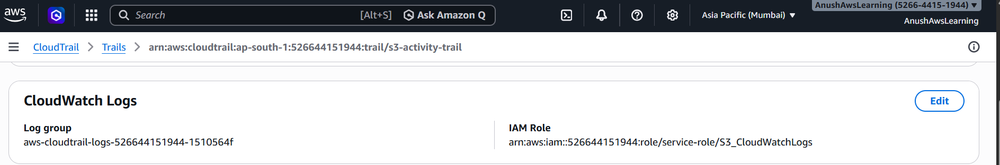 aws
Search
[Alt+S]
Ask Amazon Q
Asia Pacific (Mumbai) ▼
AnushAwsLearning (5266-4415-1944) ▼
AnushAwsLearning
CloudTrail > Trails > arn:aws:cloudtrail:ap-south-1:526644151944:trail/s3-activity-trail
CloudWatch Logs
Edit
Log group
aws-cloudtrail-logs-526644151944-1510564f
IAM Role
arn:aws:iam::526644151944:role/service-role/S3_CloudWatchLogs